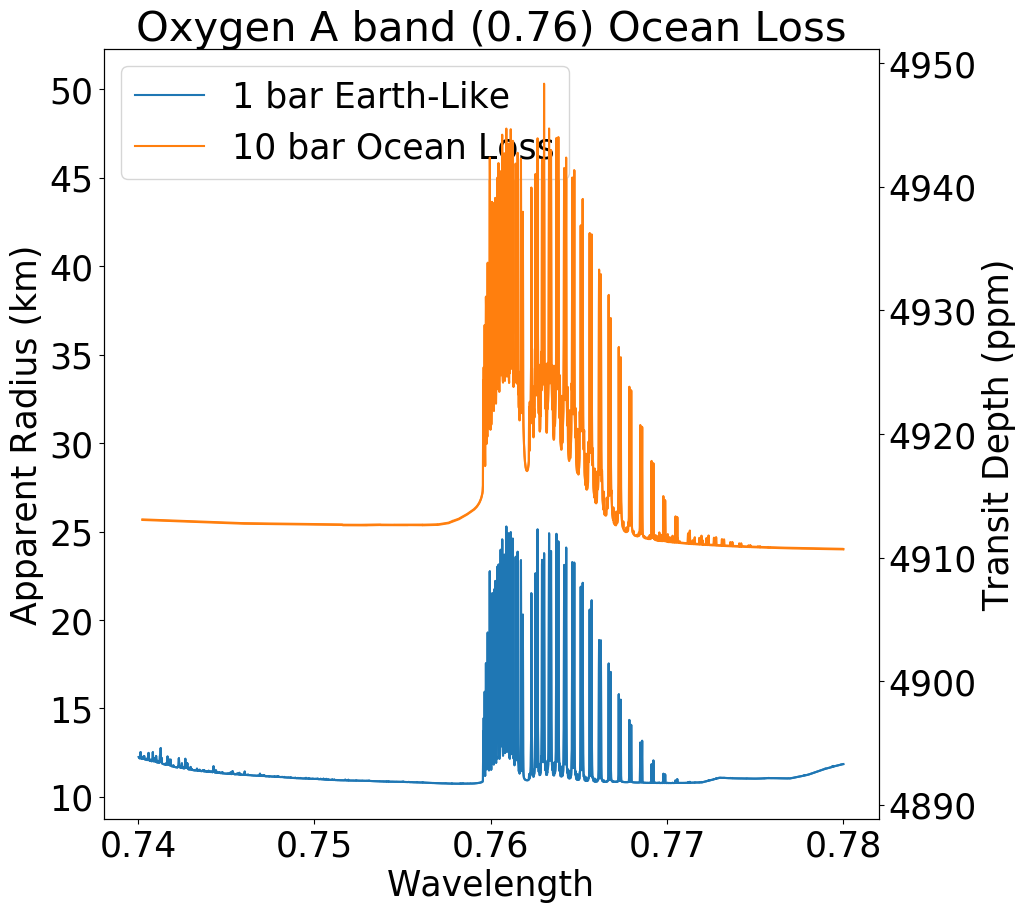 Oxygen A band (0.76) Ocean Loss
1 bar Earth-Like
10 bar Ocean Loss
Apparent Radius (km)
50
45
40
35
30
25
20
15
10
4950
4940
4930
4920
4910
4900
4890
Transit Depth (ppm)
0.74 0.75 0.76 0.77 0.78
Wavelength